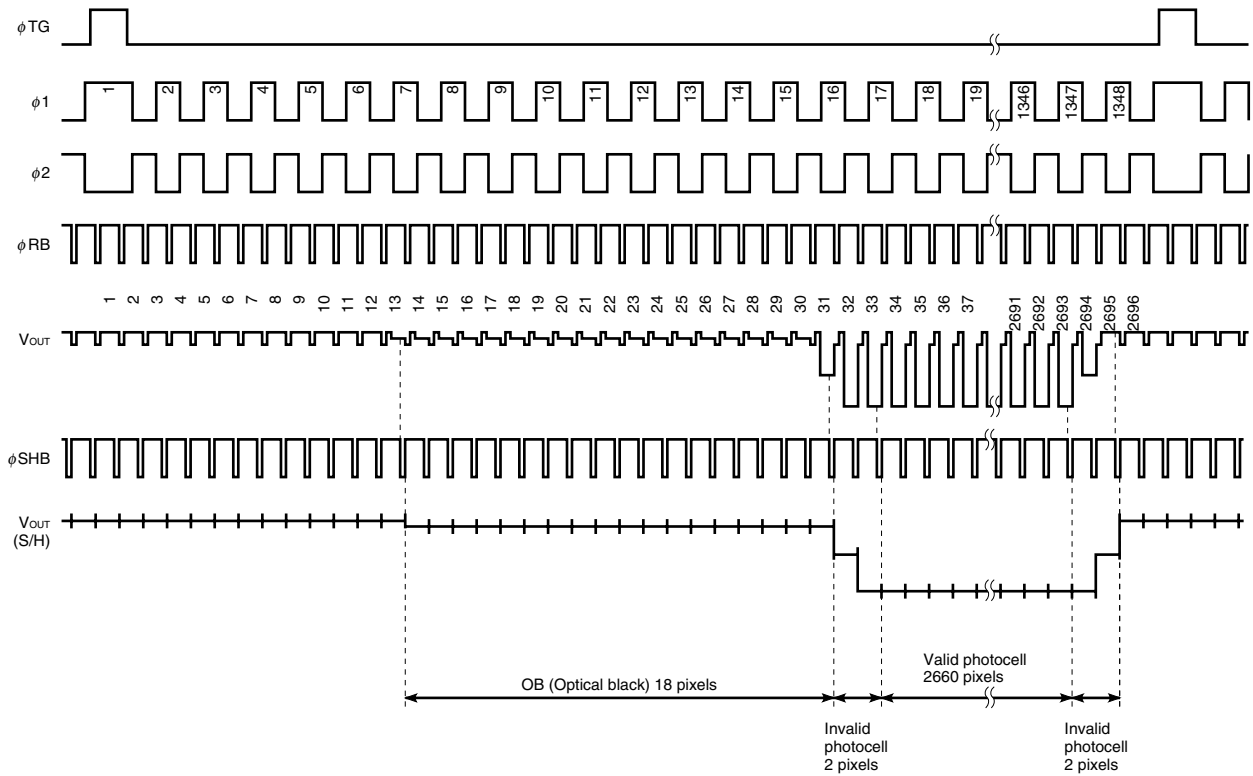 φTG
φ1 1 2 3 4 5 6 7 8 9 10 11 12 13 14 15 16 17 18 19 1346 1347 1348
φ2
φRB
1 2 3 4 5 6 7 8 9 10 11 12 13 14 15 16 17 18 19 20 21 22 23 24 25 26 27 28 29 30 31 32 33 34 35 36 37 2691 2692 2693 2694 2695 2696
VOUT
φSHB
VOUT
(S/H)
OB (Optical black) 18 pixels
Valid photocell
2660 pixels
Invalid
photocell
2 pixels
Invalid
photocell
2 pixels